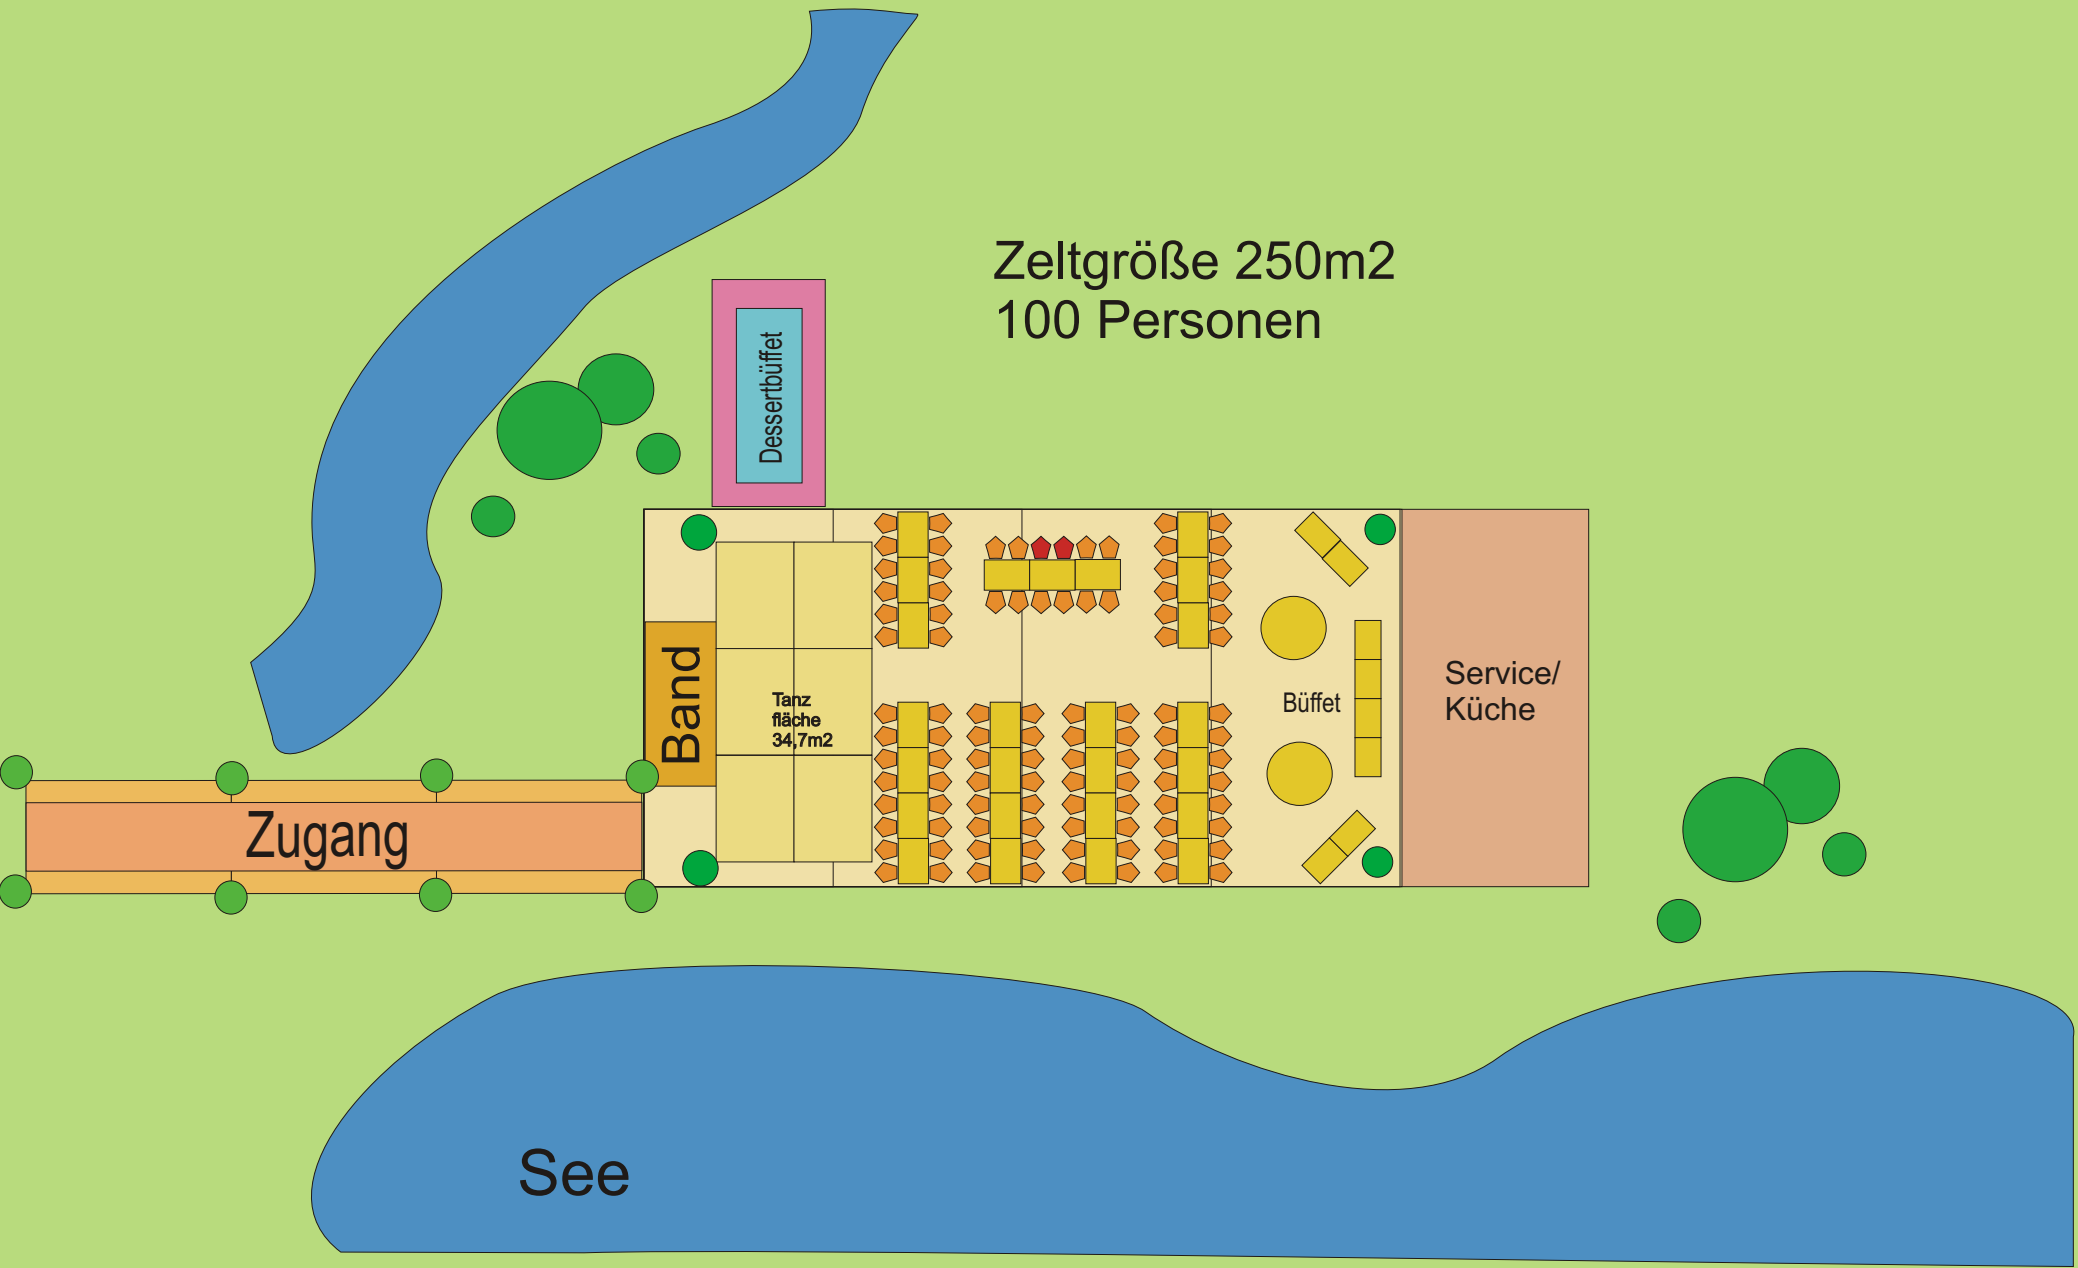 Zeltgröße 250m2
100 Personen
Dessertbüffet
Band
Tanz
fläche
34,7m2
Büffet
Service/
Küche
Zugang
See